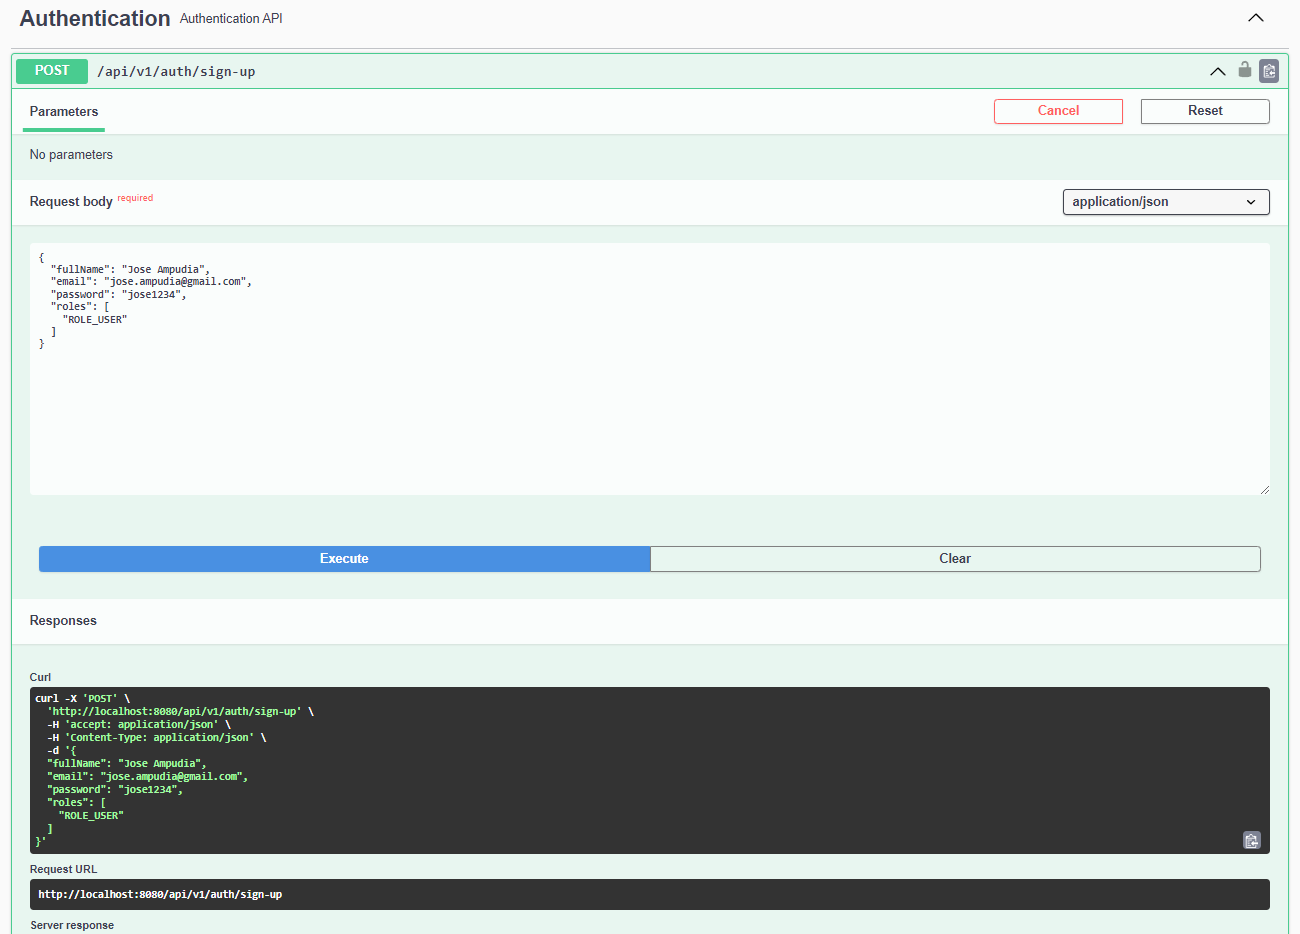 Authentication Authentication API
POST /api/v1/auth/sign-up
Parameters
Cancel
Reset
No parameters
Request body required
application/json
{
  "fullName": "Jose Ampudia",
  "email": "jose.ampudia@gmail.com",
  "password": "jose1234",
  "roles": [
    "ROLE_USER"
  ]
}
Execute
Clear
Responses
Curl
curl -X 'POST' \
  'http://localhost:8080/api/v1/auth/sign-up' \
  -H 'accept: application/json' \
  -H 'Content-Type: application/json' \
  -d '{
  "fullName": "Jose Ampudia",
  "email": "jose.ampudia@gmail.com",
  "password": "jose1234",
  "roles": [
    "ROLE_USER"
  ]
}'
Request URL
http://localhost:8080/api/v1/auth/sign-up
Server response